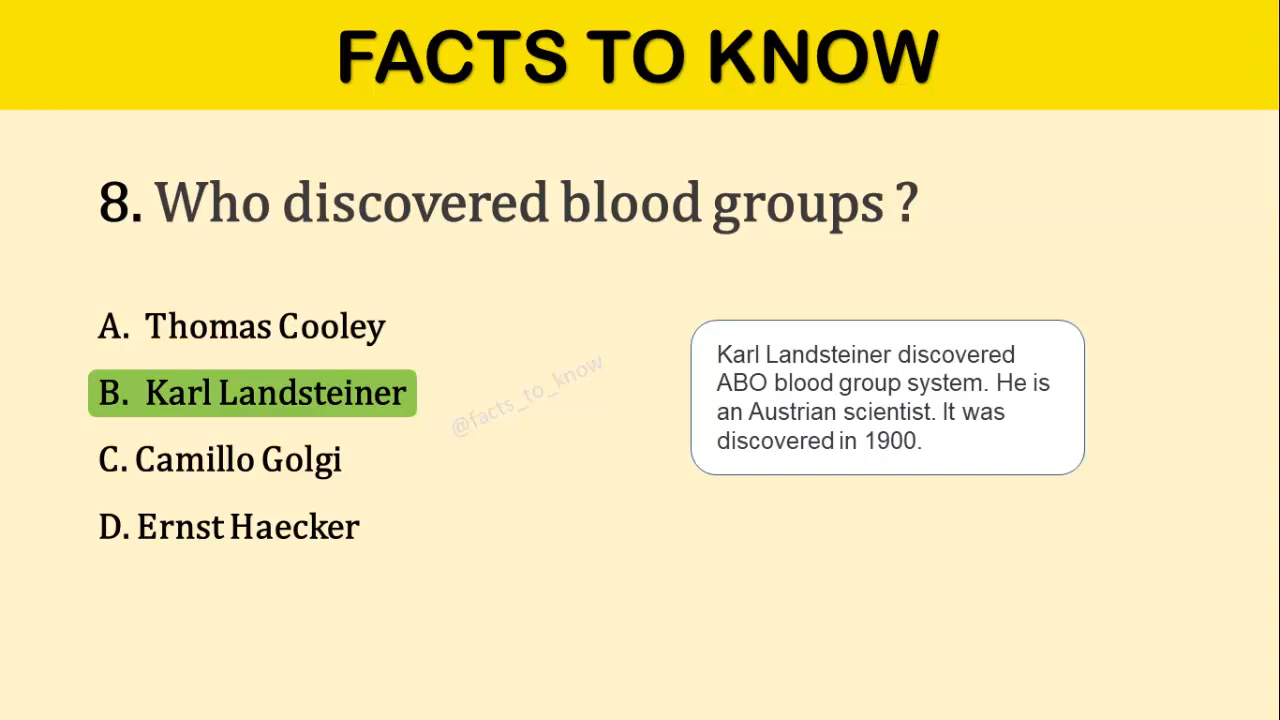 FACTS TO KNOW
8. Who discovered blood groups ?
A. Thomas Cooley
B. Karl Landsteiner
C. Camillo Golgi
D. Ernst Haecker
@facts_to_know
Karl Landsteiner discovered
ABO blood group system. He is
an Austrian scientist. It was
discovered in 1900.